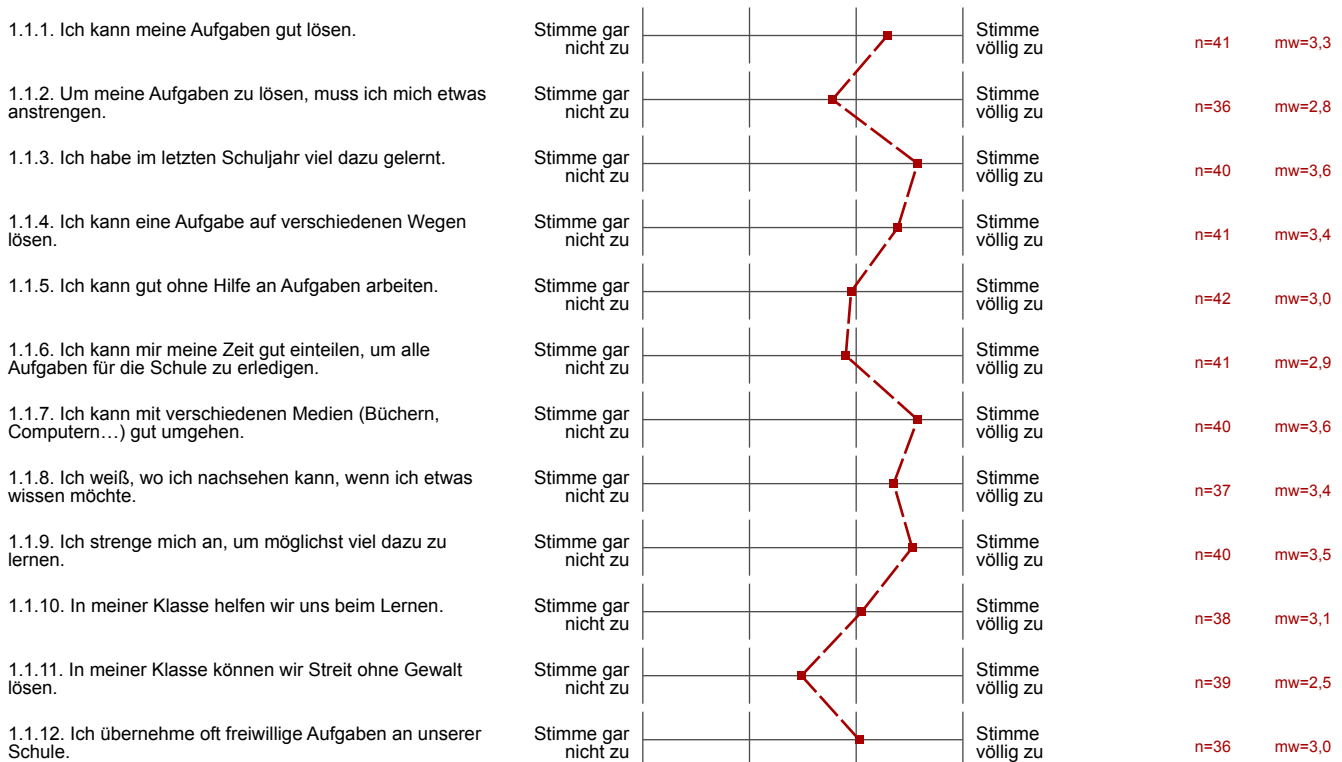 1.1.1. Ich kann meine Aufgaben gut lösen.
Stimme gar
nicht zu
Stimme
völlig zu
n=41
mw=3,3
1.1.2. Um meine Aufgaben zu lösen, muss ich mich etwas
anstrengen.
Stimme gar
nicht zu
Stimme
völlig zu
n=36
mw=2,8
1.1.3. Ich habe im letzten Schuljahr viel dazu gelernt.
Stimme gar
nicht zu
Stimme
völlig zu
n=40
mw=3,6
1.1.4. Ich kann eine Aufgabe auf verschiedenen Wegen
lösen.
Stimme gar
nicht zu
Stimme
völlig zu
n=41
mw=3,4
1.1.5. Ich kann gut ohne Hilfe an Aufgaben arbeiten.
Stimme gar
nicht zu
Stimme
völlig zu
n=42
mw=3,0
1.1.6. Ich kann mir meine Zeit gut einteilen, um alle
Aufgaben für die Schule zu erledigen.
Stimme gar
nicht zu
Stimme
völlig zu
n=41
mw=2,9
1.1.7. Ich kann mit verschiedenen Medien (Büchern,
Computern…) gut umgehen.
Stimme gar
nicht zu
Stimme
völlig zu
n=40
mw=3,6
1.1.8. Ich weiß, wo ich nachsehen kann, wenn ich etwas
wissen möchte.
Stimme gar
nicht zu
Stimme
völlig zu
n=37
mw=3,4
1.1.9. Ich strenge mich an, um möglichst viel dazu zu
lernen.
Stimme gar
nicht zu
Stimme
völlig zu
n=40
mw=3,5
1.1.10. In meiner Klasse helfen wir uns beim Lernen.
Stimme gar
nicht zu
Stimme
völlig zu
n=38
mw=3,1
1.1.11. In meiner Klasse können wir Streit ohne Gewalt
lösen.
Stimme gar
nicht zu
Stimme
völlig zu
n=39
mw=2,5
1.1.12. Ich übernehme oft freiwillige Aufgaben an unserer
Schule.
Stimme gar
nicht zu
Stimme
völlig zu
n=36
mw=3,0